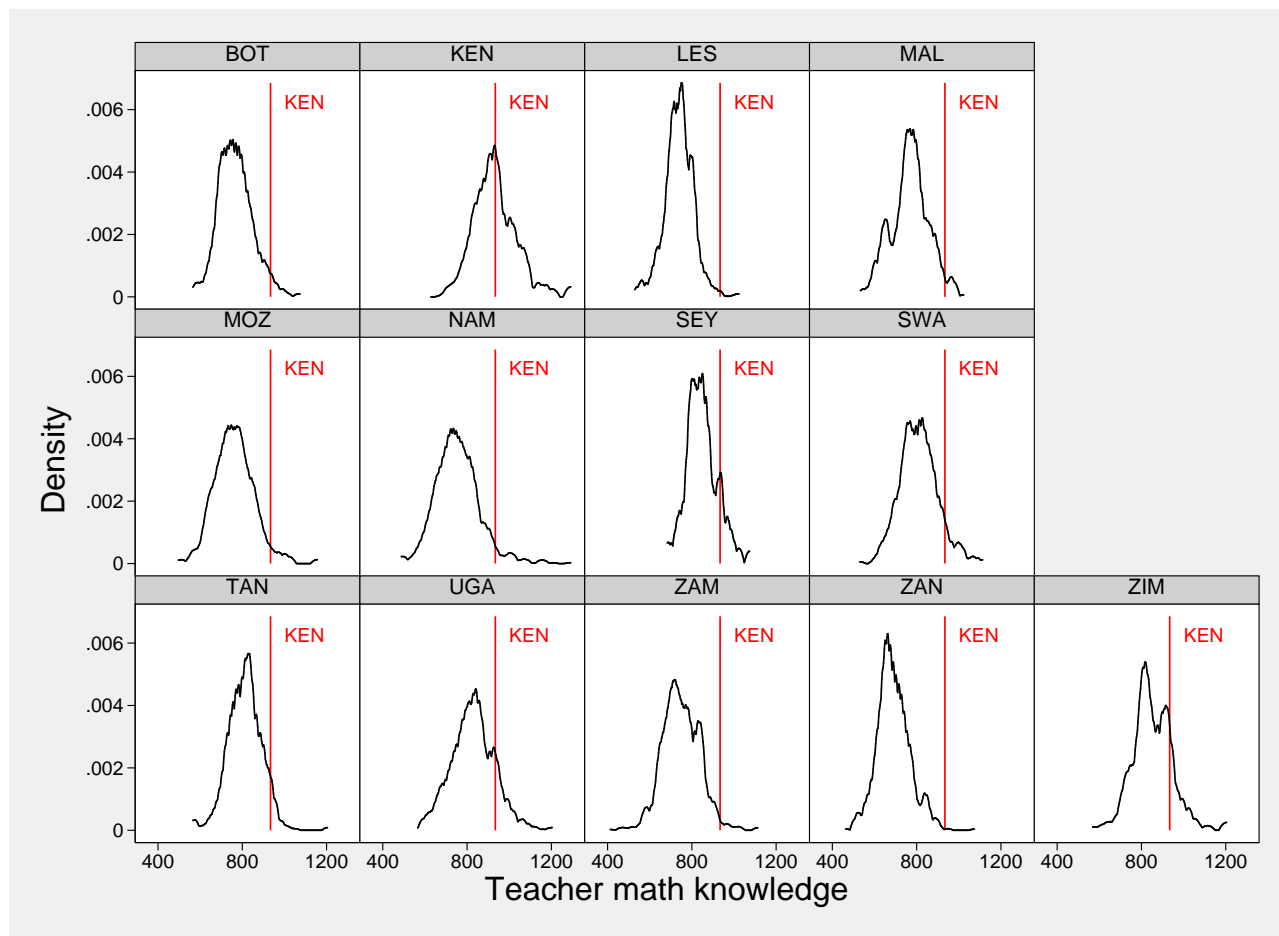 BOT KEN LES MAL
.006 KEN KEN KEN KEN
.004
.002
0
MOZ NAM SEY SWA
.006 KEN KEN KEN KEN
.004
.002
0
TAN UGA ZAM ZAN ZIM
.006 KEN KEN KEN KEN KEN
.004
.002
0
400 800 1200 400 800 1200 400 800 1200 400 800 1200 400 800 1200
Density
Teacher math knowledge